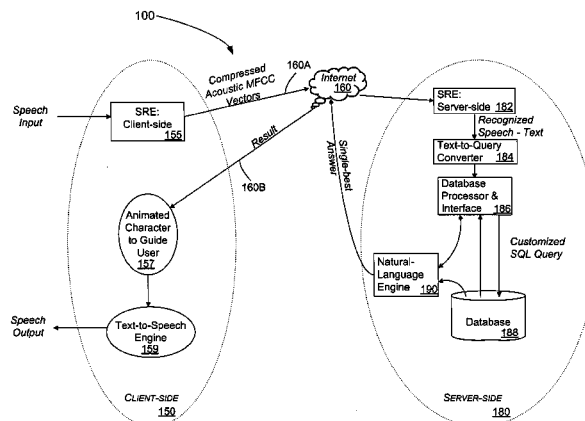 100
Compressed
Acoustic MFCC
Vectors
160A
Internet
160
Speech
Input
SRE:
Client-side
155
SRE:
Server-side 182
Recognized
Speech - Text
Text-to-Query
Converter 184
Result
160B
Single-best
Answer
Database
Processor &
Interface 186
Animated
Character
to Guide
User
157
Customized
SQL Query
Natural-
Language
Engine 190
Speech
Output
Text-to-Speech
Engine
159
Database
188
CLIENT-SIDE
150
SERVER-SIDE
180